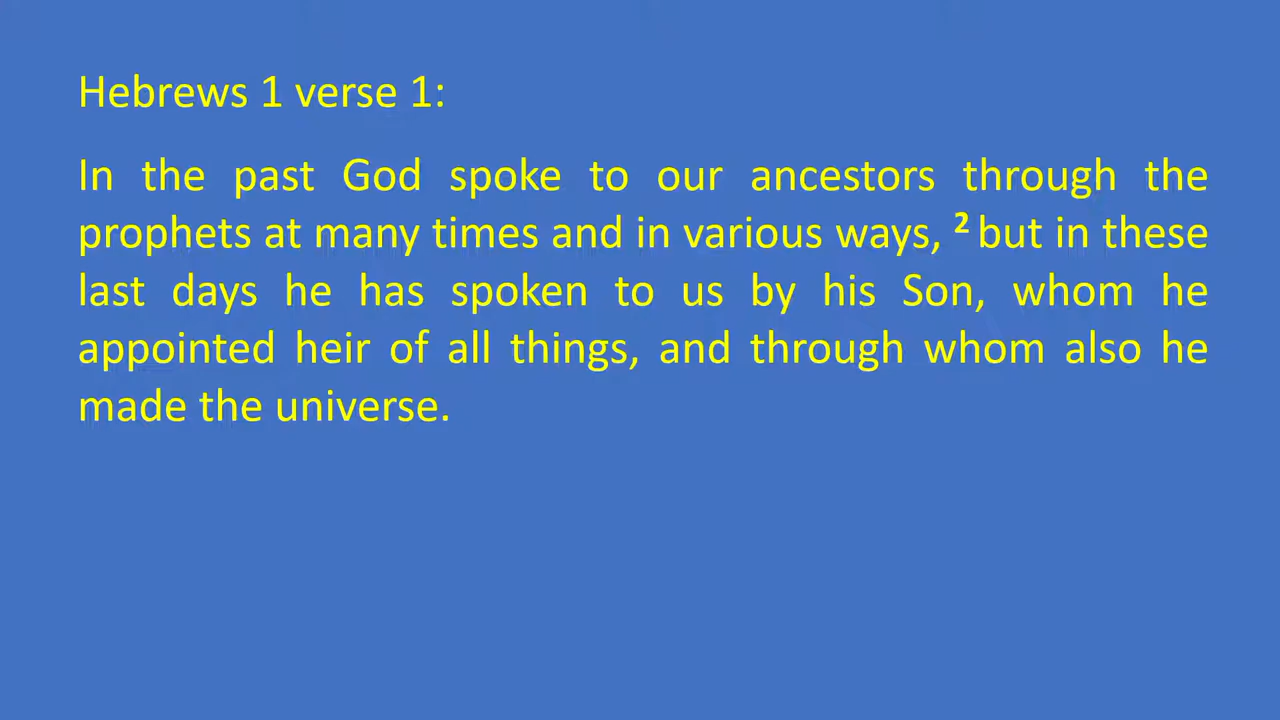 Hebrews 1 verse 1:
In the past God spoke to our ancestors through the
prophets at many times and in various ways, ² but in these
last days he has spoken to us by his Son, whom he
appointed heir of all things, and through whom also he
made the universe.